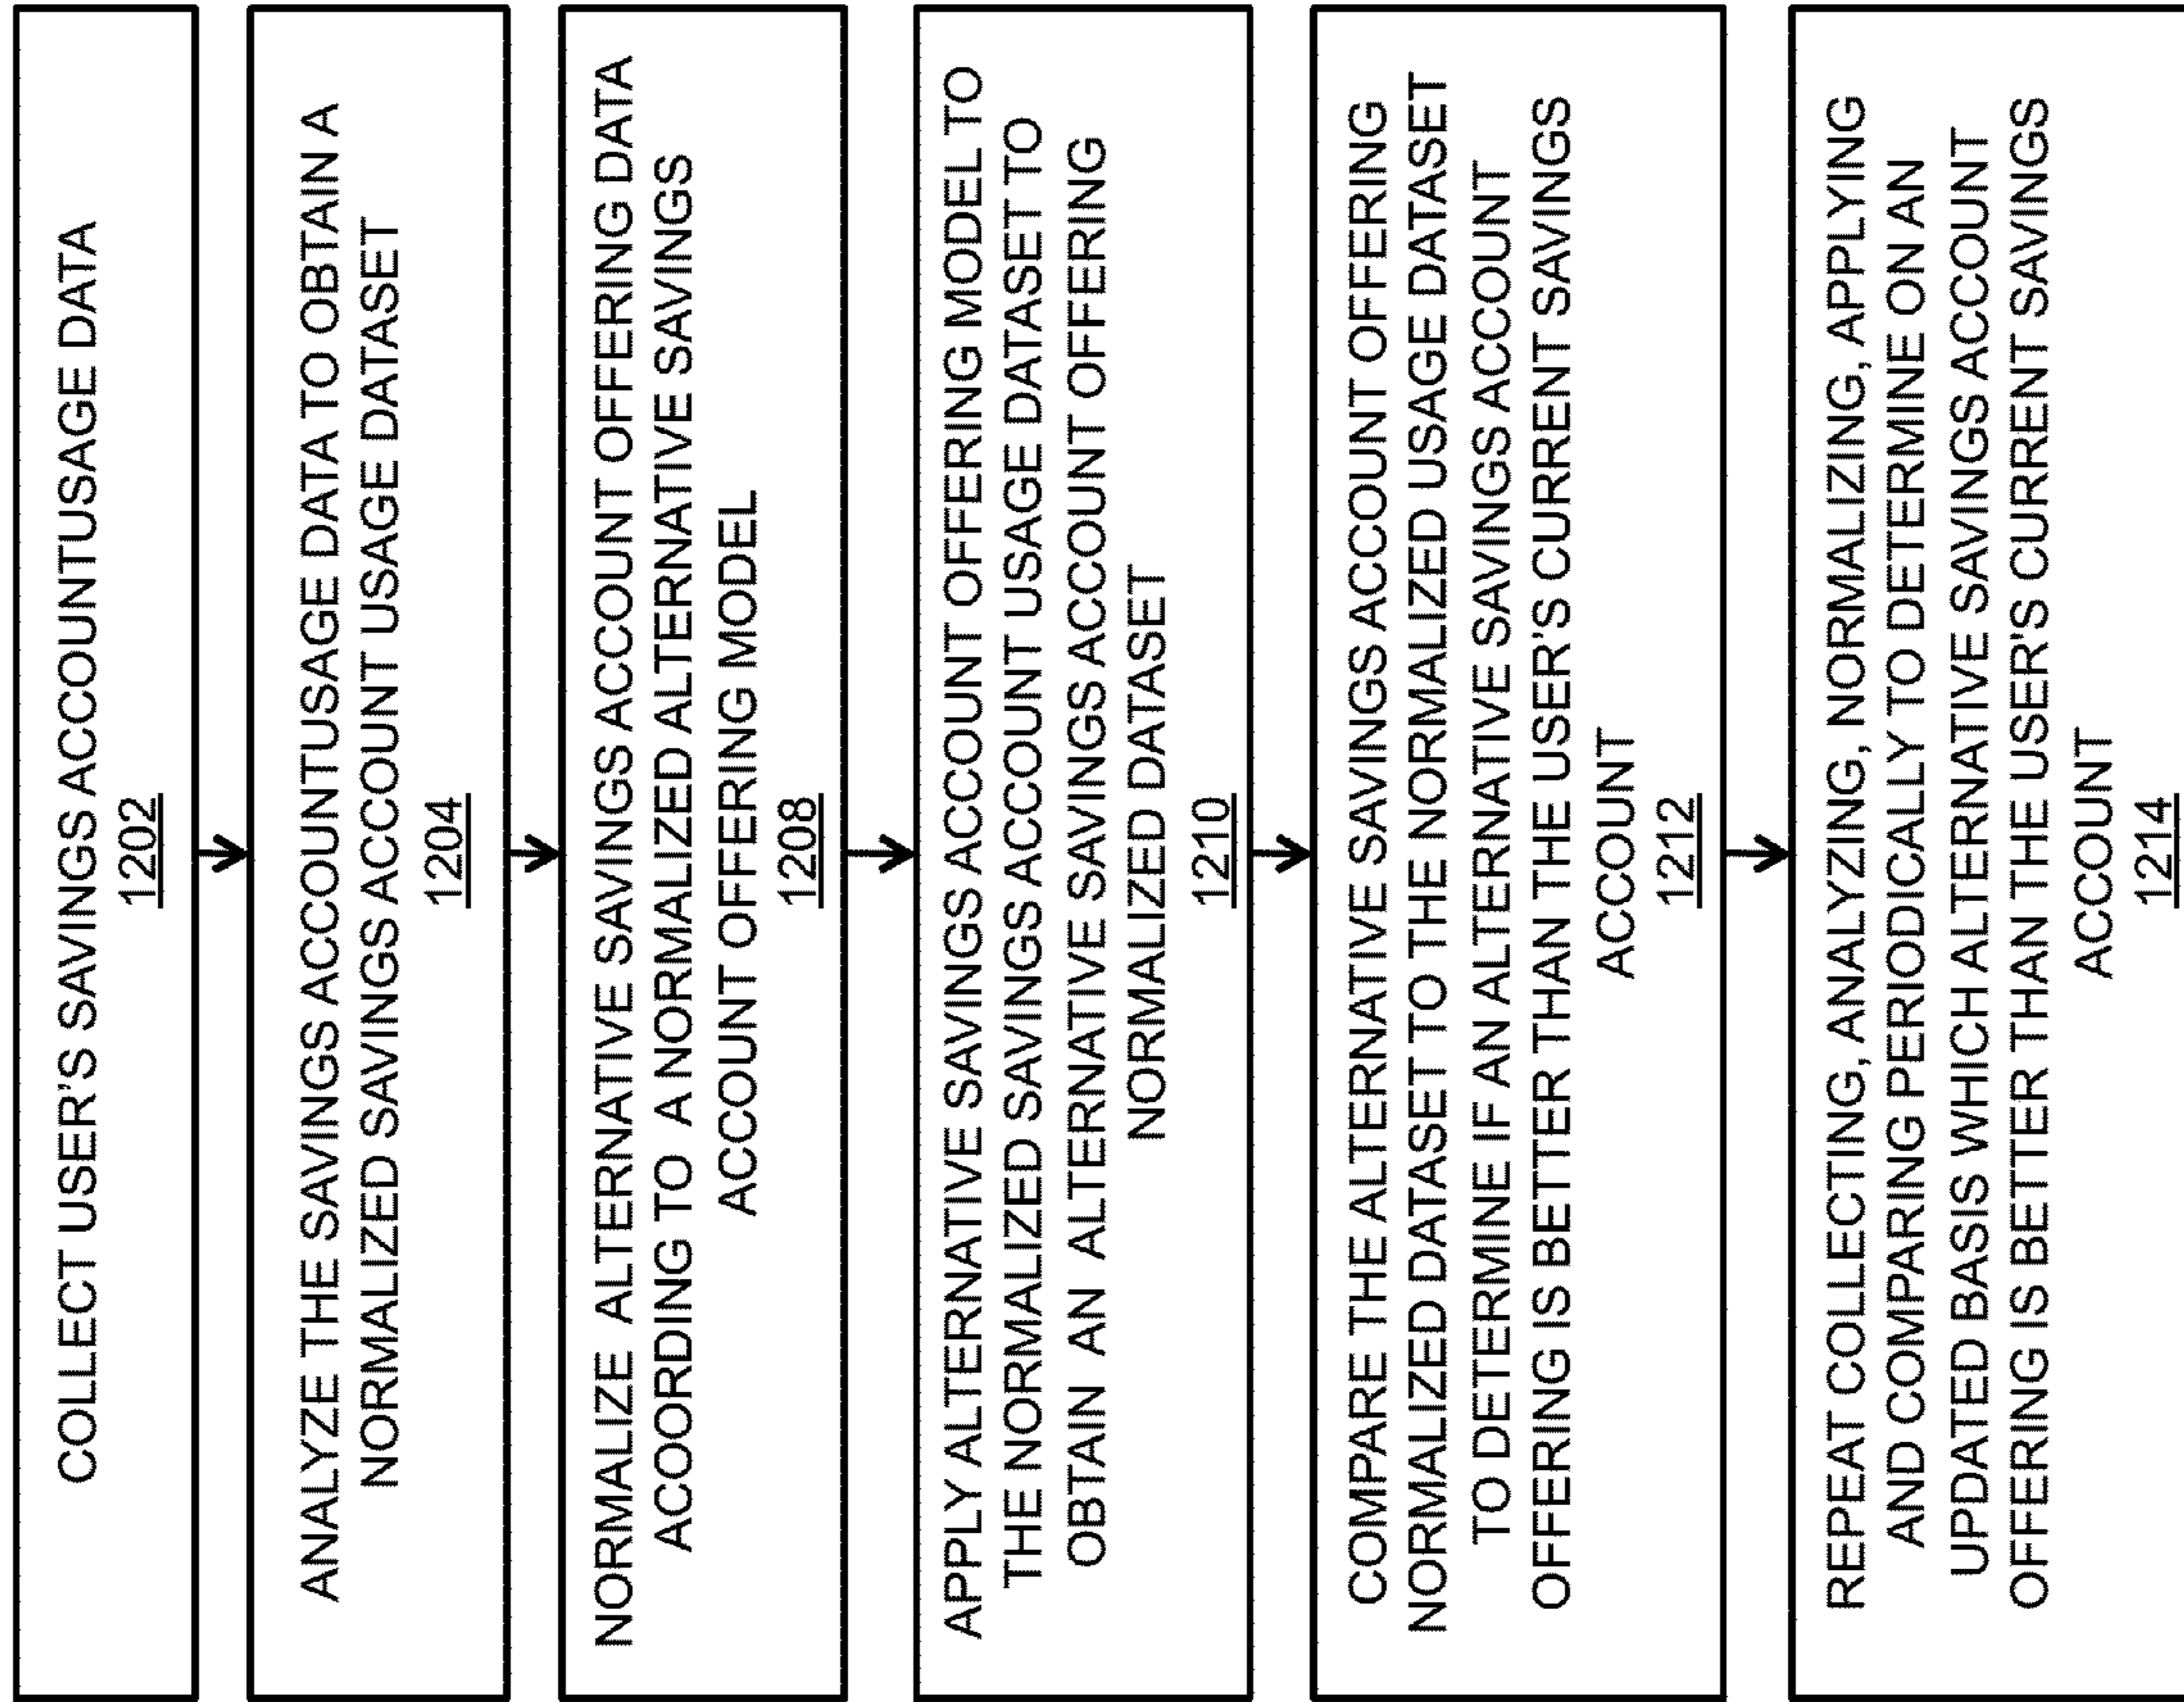 COLLECT USER'S SAVINGS ACCOUNTUSAGE DATA
1202
ANALYZE THE SAVINGS ACCOUNTUSAGE DATA TO OBTAIN A
NORMALIZED SAVINGS ACCOUNT USAGE DATASET
1204
NORMALIZE ALTERNATIVE SAVINGS ACCOUNT OFFERING DATA
ACOORDING TO A NORMALIZED ALTERNATIVE SAVINGS
ACCOUNT OFFERING MODEL
1208
APPLY ALTERNATIVE SAVINGS ACCOUNT OFFERING MODEL TO
THE NORMALIZED SAVINGS ACCOUNT USAGE DATASET TO
OBTAIN AN ALTERNATIVE SAVINGS ACCOUNT OFFERING
NORMALIZED DATASET
1210
COMPARE THE ALTERNATIVE SAVINGS ACCOUNT OFFERING
NORMALIZED DATASET TO THE NORMALIZED USAGE DATASET
TO DETERMINE IF AN ALTERNATIVE SAVINGS ACCOUNT
OFFERING IS BETTER THAN THE USER'S CURRENT SAVINGS
ACCOUNT
1212
REPEAT COLLECTING, ANALYZING, NORMALIZING, APPLYING
AND COMPARING PERIODICALLY TO DETERMINE ON AN
UPDATED BASIS WHICH ALTERNATIVE SAVINGS ACCOUNT
OFFERING IS BETTER THAN THE USER'S CURRENT SAVINGS
ACCOUNT
1214